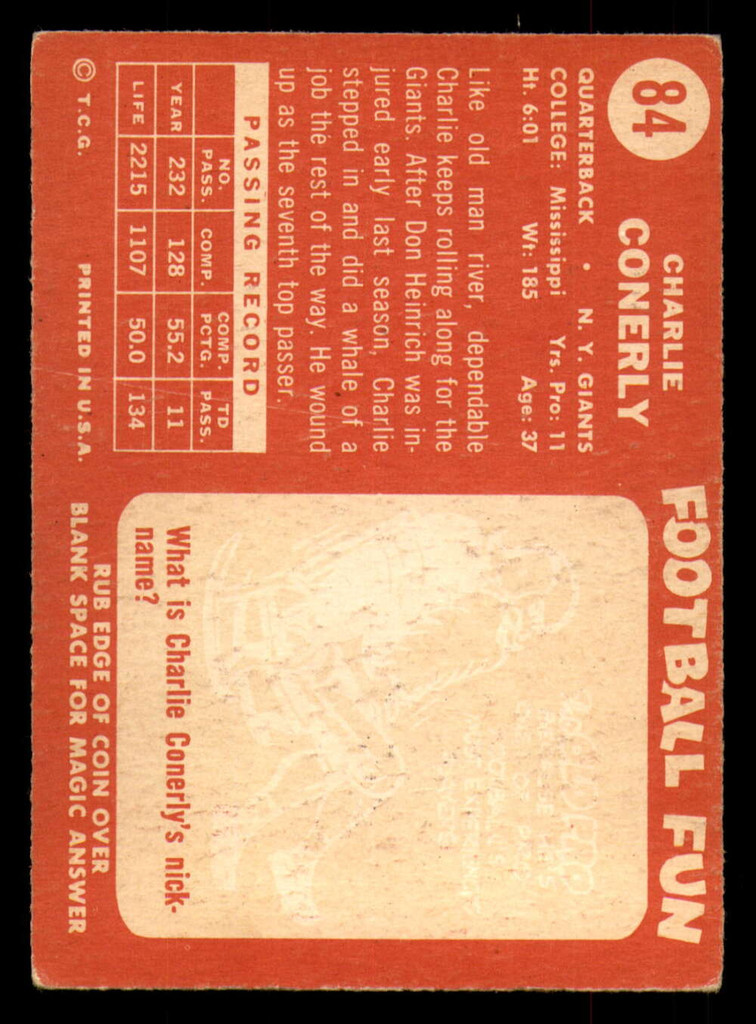 84
CHARLIE
CONERLY
QUARTERBACK • N. Y. GIANTS
COLLEGE: Mississippi Yrs. Pro: 11
Ht. 6:01 Wt: 185 Age: 37
Like old man river, dependable
Charlie keeps rolling along for the
Giants. After Don Heinrich was in-
jured early last season, Charlie
stepped in and did a whale of a
job the rest of the way. He wound
up as the seventh top passer.
PASSING RECORD
NO. PASS. COMP. COMP. PCTG. TD PASS.
YEAR 232 128 55.2 11
LIFE 2215 1107 50.0 134
© T.C.G. PRINTED IN U.S.A.
FOOTBALL FUN
What is Charlie Conerly's nick-
name?
RUB EDGE OF COIN OVER
BLANK SPACE FOR MAGIC ANSWER